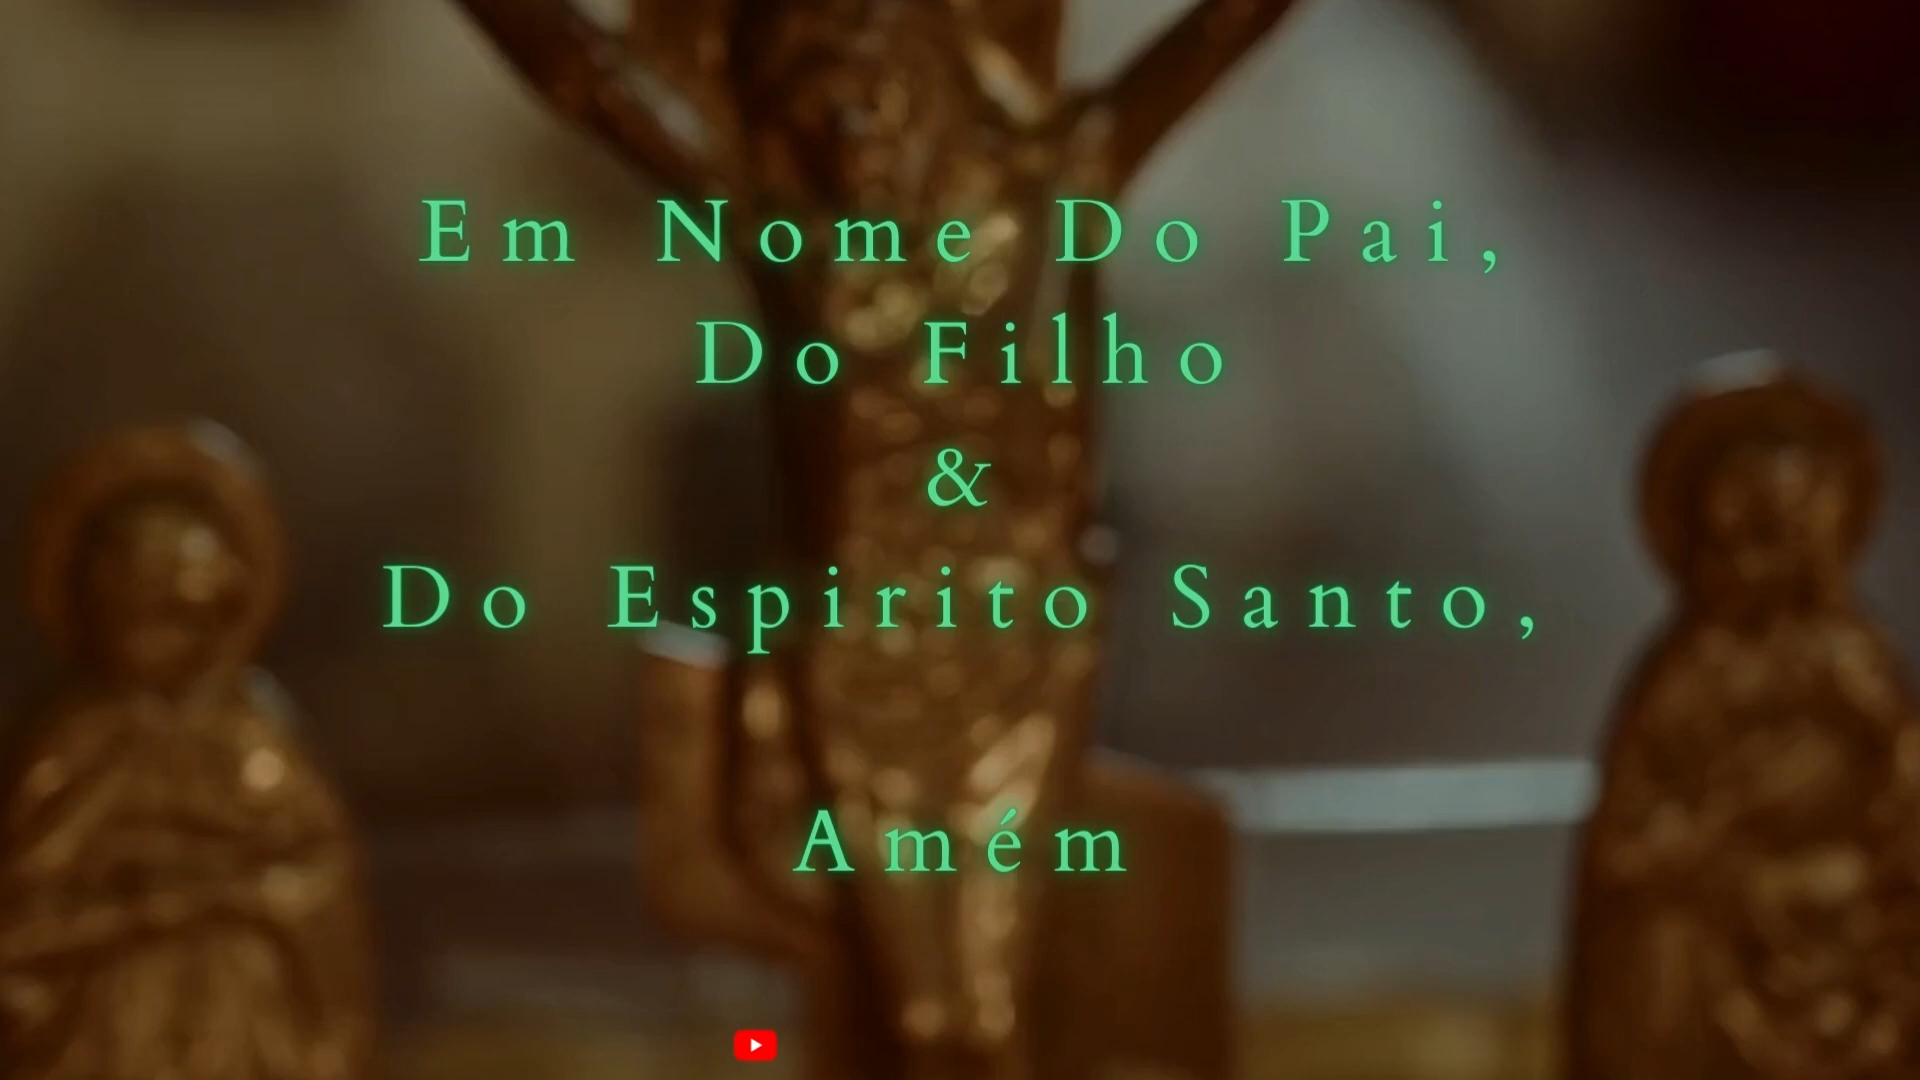 Em Nome Do Pai,
Do Filho
&
Do Espirito Santo,
Amém